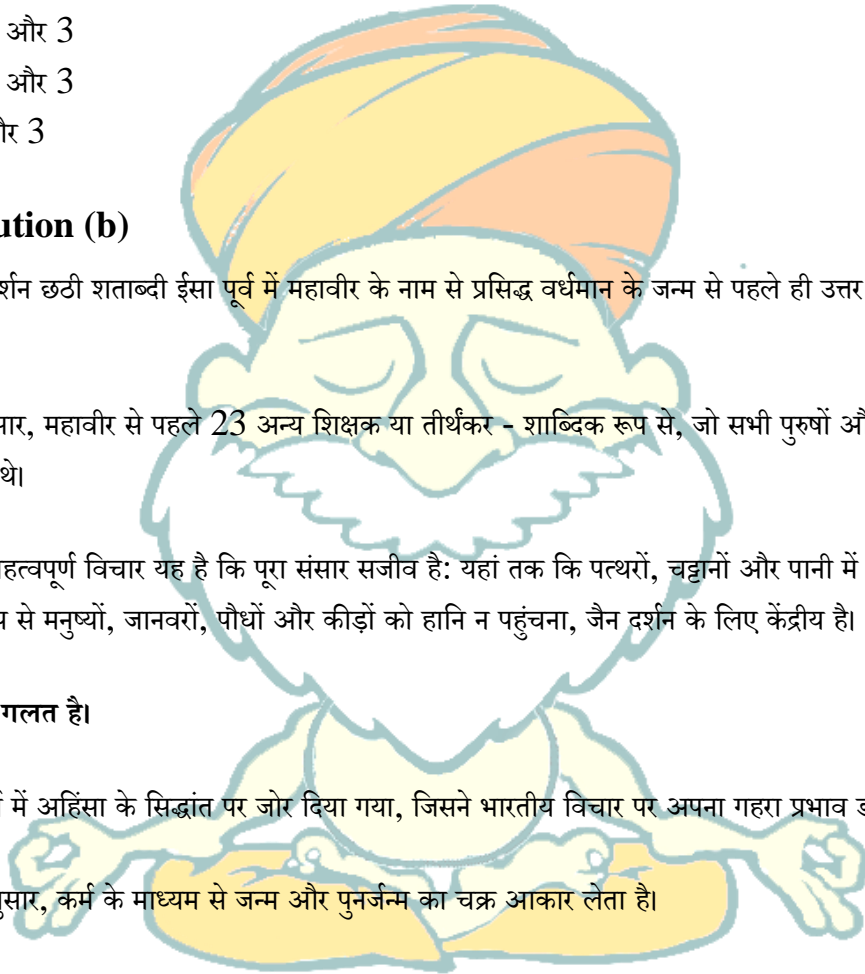 और 3
और 3
र 3
ution (b)
र्शन छठी शताब्दी ईसा पूर्व में महावीर के नाम से प्रसिद्ध वर्धमान के जन्म से पहले ही उत्तर
सार, महावीर से पहले 23 अन्य शिक्षक या तीर्थंकर - शाब्दिक रूप से, जो सभी पुरुषों औ
थे।
हत्वपूर्ण विचार यह है कि पूरा संसार सजीव है: यहां तक कि पत्थरों, चट्टानों और पानी में
से मनुष्यों, जानवरों, पौधों और कीड़ों को हानि न पहुंचना, जैन दर्शन के लिए केंद्रीय है।
गलत है।
में अहिंसा के सिद्धांत पर जोर दिया गया, जिसने भारतीय विचार पर अपना गहरा प्रभाव ड
नुसार, कर्म के माध्यम से जन्म और पुनर्जन्म का चक्र आकार लेता है।